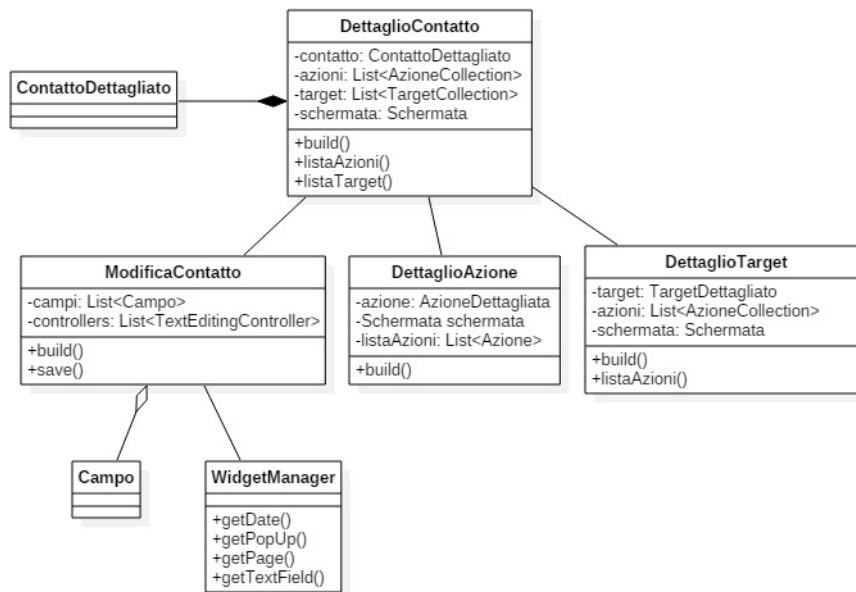 DettaglioContatto
-contatto: ContattoDettagliato
-azioni: List<AzioneCollection>
-target: List<TargetCollection>
-schermata: Schermata
+build()
+listaAzioni()
+listaTarget()
ContattoDettagliato
ModificaContatto
-campi: List<Campo>
-controllers: List<TextEditingController>
+build()
+save()
DettaglioAzione
-azione: AzioneDettagliata
-Schermata schermata
-listaAzioni: List<Azione>
+build()
DettaglioTarget
-target: TargetDettagliato
-azioni: List<AzioneCollection>
-schermata: Schermata
+build()
+listaAzioni()
Campo
WidgetManager
+getDate()
+getPopUp()
+getPage()
+getTextField()